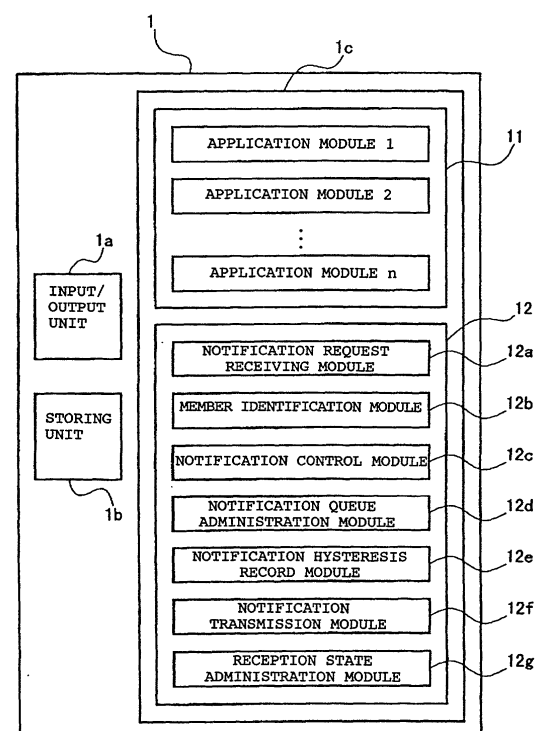 1
1c
APPLICATION MODULE 1
11
APPLICATION MODULE 2
⋮
1a
APPLICATION MODULE n
INPUT/
OUTPUT
UNIT
12
NOTIFICATION REQUEST
RECEIVING MODULE
12a
MEMBER IDENTIFICATION MODULE
12b
STORING
UNIT
NOTIFICATION CONTROL MODULE
12c
1b
NOTIFICATION QUEUE
ADMINISTRATION MODULE
12d
NOTIFICATION HYSTERESIS
RECORD MODULE
12e
NOTIFICATION
TRANSMISSION MODULE
12f
RECEPTION STATE
ADMINISTRATION MODULE
12g